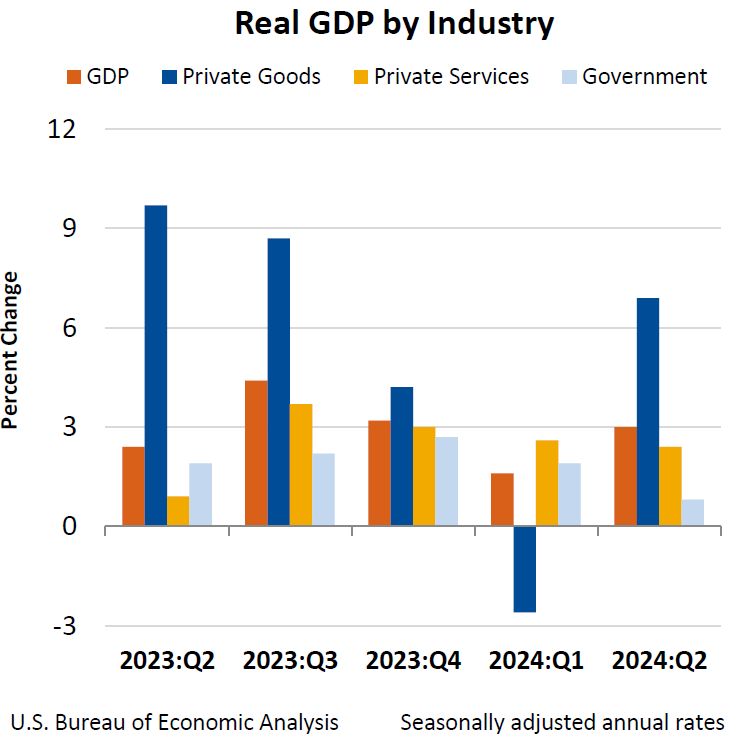 Real GDP by Industry
GDP Private Goods Private Services Government
12
9
6
3
0
-3
Percent Change
2023:Q2 2023:Q3 2023:Q4 2024:Q1 2024:Q2
U.S. Bureau of Economic Analysis Seasonally adjusted annual rates